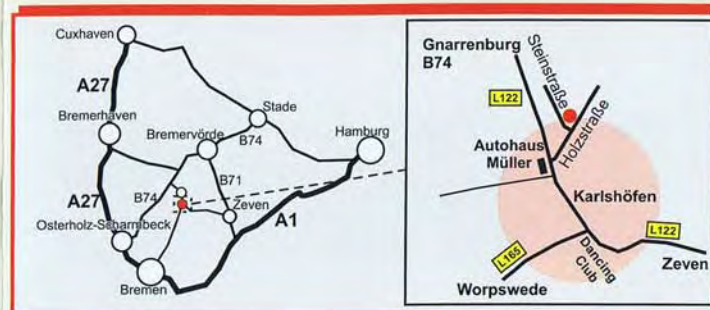 Cuxhaven
A27
Bremerhaven
Stade
Hamburg
Bremervörde
B74
B74
B71
A27
Zeven
A1
Osterholz-Scharmbeck
Bremen
Gnarrenburg
B74
Steinstraße
L122
Holzstraße
Autohaus
Müller
Karlshöfen
L122
L165
Dancing
Club
Zeven
Worpswede